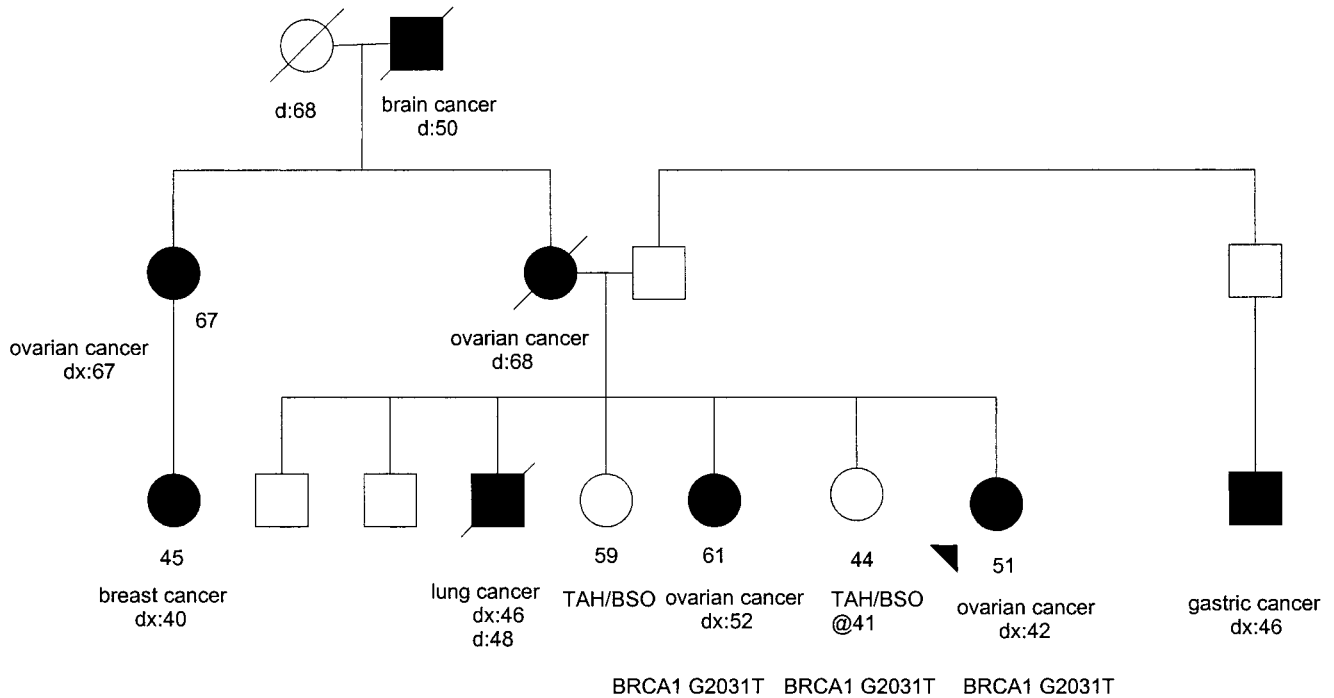 d:68
brain cancer
d:50
67
ovarian cancer
dx:67
ovarian cancer
d:68
45
breast cancer
dx:40
lung cancer
dx:46
d:48
59
TAH/BSO
61
ovarian cancer
dx:52
BRCA1 G2031T
44
TAH/BSO
@41
BRCA1 G2031T
51
ovarian cancer
dx:42
BRCA1 G2031T
gastric cancer
dx:46